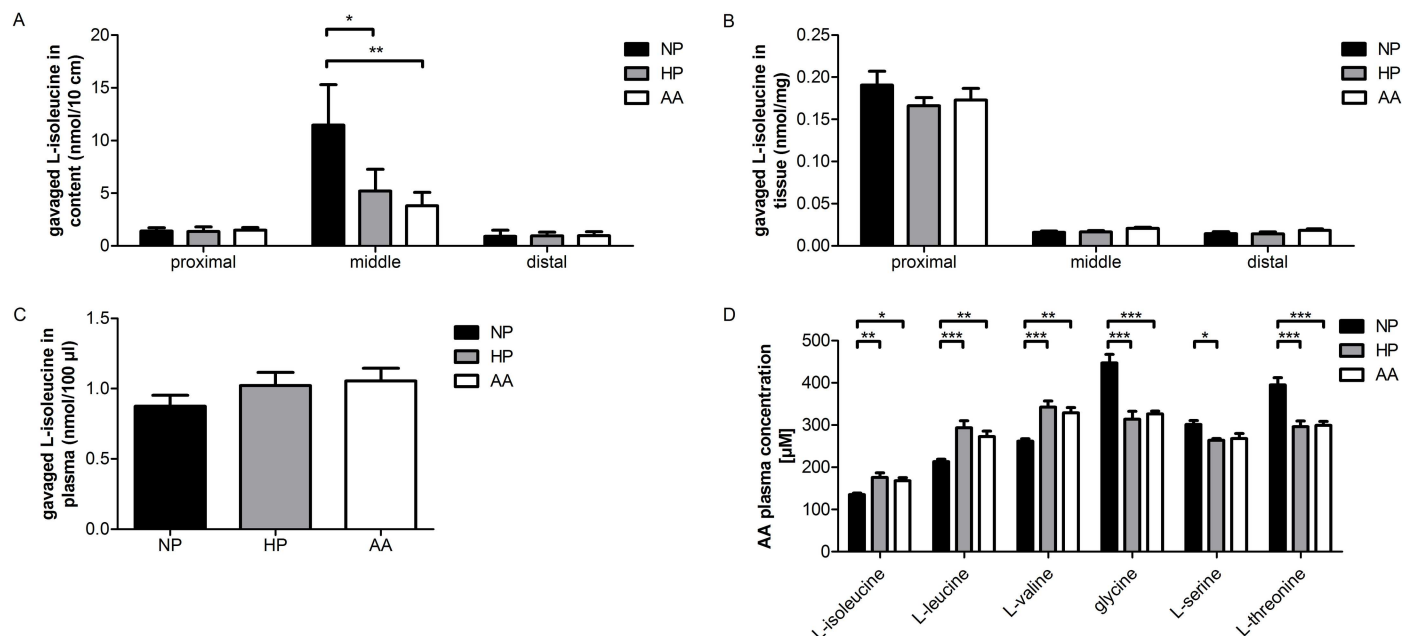 A
gavaged L-isoleucine in
content (nmol/10 cm)
20
15
10
5
0
*
**
NP
HP
AA
proximal middle distal
B
gavaged L-isoleucine in
tissue (nmol/mg)
0.20
0.15
0.10
0.05
0.00
NP
HP
AA
proximal middle distal
C
gavaged L-isoleucine in
plasma (nmol/100 µl)
1.5
1.0
0.5
0.0
NP
HP
AA
NP HP AA
D
AA plasma concentration
[µM]
500
400
300
200
100
0
* ** ** *** ***
** *** *** *** * ***
NP
HP
AA
L-isoleucine L-leucine L-valine glycine L-serine L-threonine